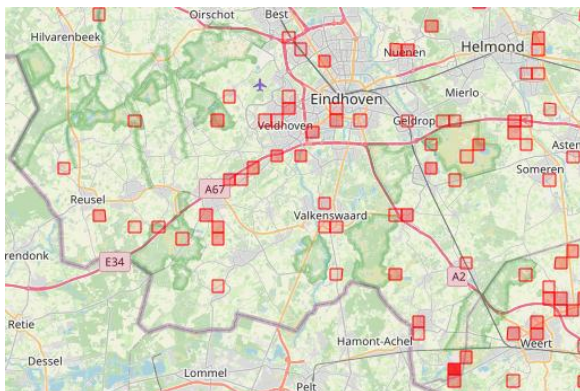 Oirschot
Best
Hilvarenbeek
Nuenen
Helmond
Mierlo
Eindhoven
Veldhoven
Geldrop
Asten
Someren
A67
Reusel
Valkenswaard
rendonk
E34
A2
Retie
Hamont-Achel
Weert
Dessel
Lommel
Pelt